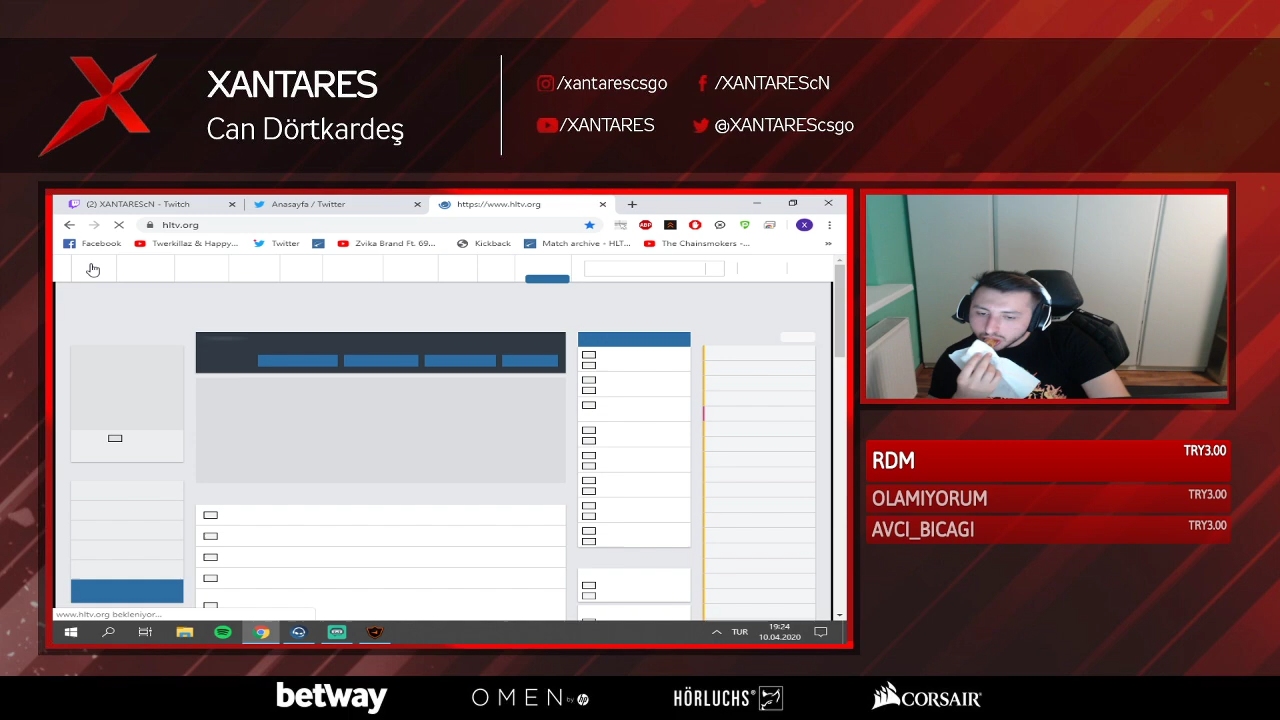 XANTARES
Can Dörtkardeş
/xantarescsgo
/XANTAREScN
/XANTARES
@XANTAREScsgo
(2) XANTAREScN - Twitch
Anasayfa / Twitter
https://www.hltv.org
hltv.org
Facebook
Twerkillaz & Happy...
Twitter
Zvika Brand Ft. 69...
Kickback
Match archive - HLT...
The Chainsmokers -...
»
ABP
X
www.hltv.org bekleniyor...
TUR
19:24
10.04.2020
RDM
TRY3.00
OLAMIYORUM
TRY3.00
AVCI_BICAGI
TRY3.00
betway
OMEN by hp
HÖRLUCHS®
CORSAIR